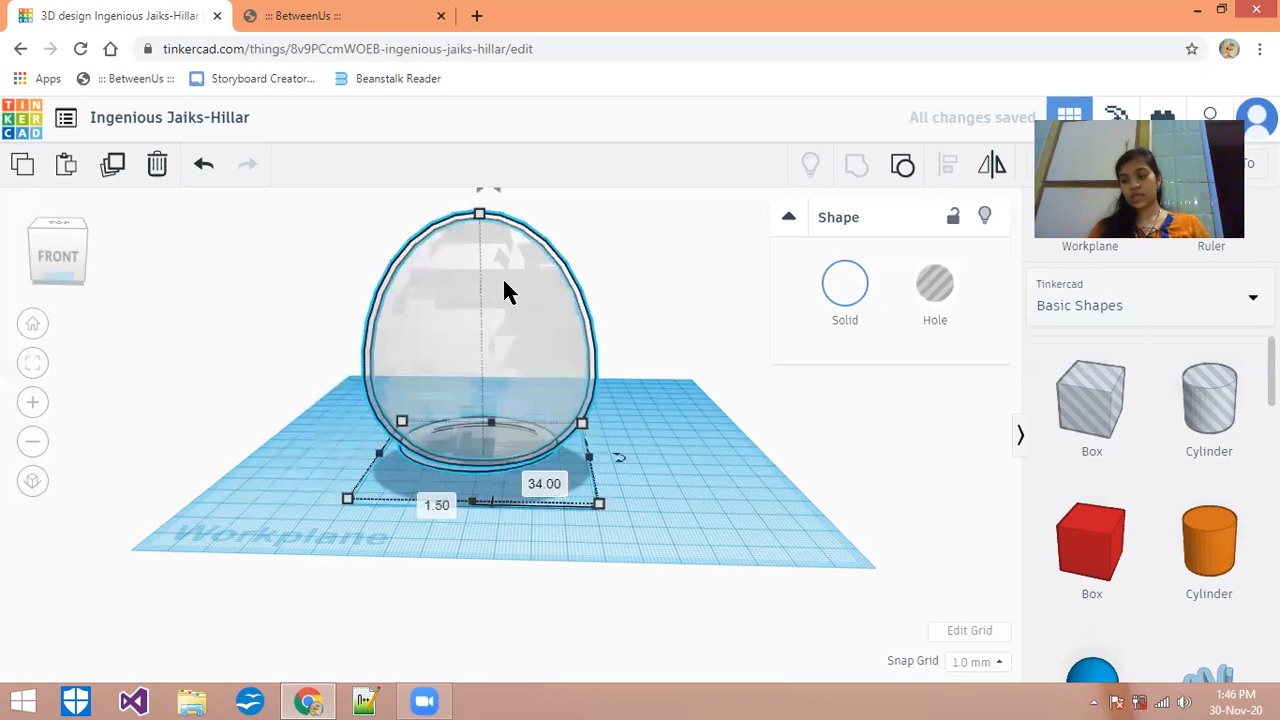 3D design Ingenious Jaiks-Hillar
::: BetweenUs :::
tinkercad.com/things/8v9PCcmWOEB-ingenious-jaiks-hillar/edit
Apps
::: BetweenUs :::
Storyboard Creator...
Beanstalk Reader
TIN
KER
CAD
Ingenious Jaiks-Hillar
All changes saved
To
TOP
FRONT
Shape
Solid
Hole
Workplane
Ruler
Tinkercad
Basic Shapes
Box
Cylinder
Box
Cylinder
34.00
1.50
Workplane
Edit Grid
Snap Grid
1.0 mm
1:46 PM
30-Nov-20